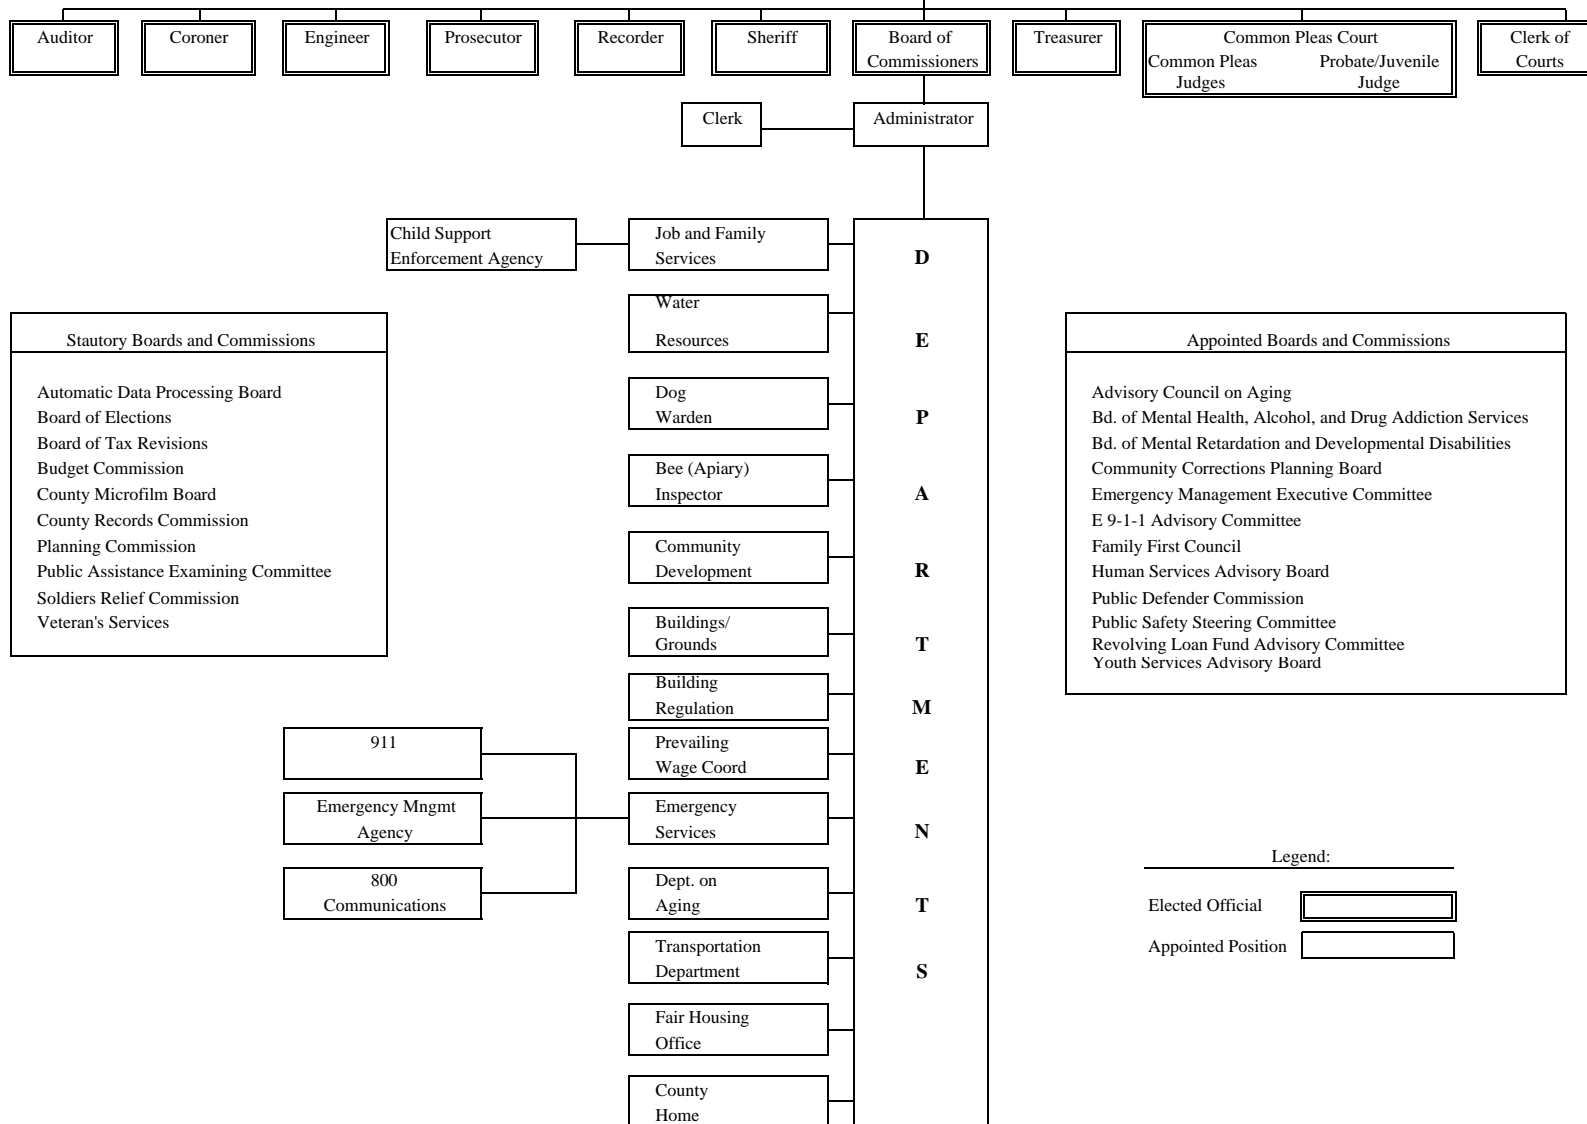 Auditor
Coroner
Engineer
Prosecutor
Recorder
Sheriff
Board of
Commissioners
Treasurer
Common Pleas Court
Common Pleas
Judges
Probate/Juvenile
Judge
Clerk of
Courts
Clerk
Administrator
Child Support
Enforcement Agency
Job and Family
Services
Water
Resources
Dog
Warden
Bee (Apiary)
Inspector
Community
Development
Buildings/
Grounds
Building
Regulation
Prevailing
Wage Coord
Emergency
Services
Dept. on
Aging
Transportation
Department
Fair Housing
Office
County
Home
D
E
P
A
R
T
M
E
N
T
S
Stautory Boards and Commissions
Automatic Data Processing Board
Board of Elections
Board of Tax Revisions
Budget Commission
County Microfilm Board
County Records Commission
Planning Commission
Public Assistance Examining Committee
Soldiers Relief Commission
Veteran's Services
911
Emergency Mngmt
Agency
800
Communications
Appointed Boards and Commissions
Advisory Council on Aging
Bd. of Mental Health, Alcohol, and Drug Addiction Services
Bd. of Mental Retardation and Developmental Disabilities
Community Corrections Planning Board
Emergency Management Executive Committee
E 9-1-1 Advisory Committee
Family First Council
Human Services Advisory Board
Public Defender Commission
Public Safety Steering Committee
Revolving Loan Fund Advisory Committee
Youth Services Advisory Board
Legend:
Elected Official
Appointed Position